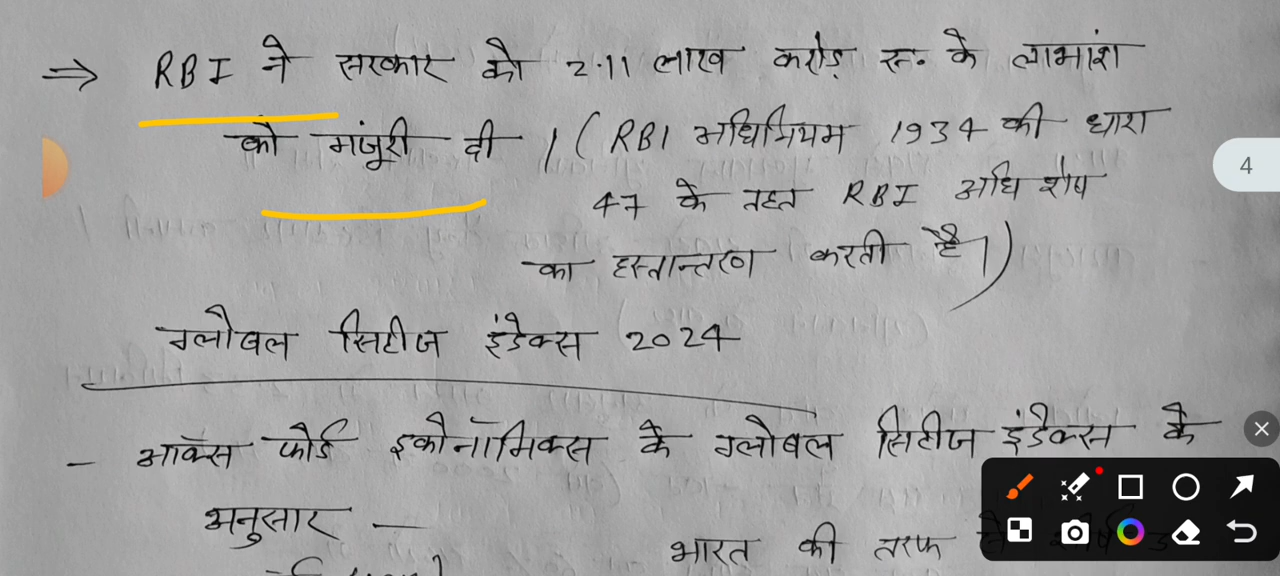 ⇒ RBI ने सरकार को 2.11 लाख करोड़ रू. के लाभांश
को मंजूरी दी । ( RBI अधिनियम 1934 की धारा
47 के तहत RBI अधिशेष
का हस्तान्तरण करती है। )
4
ग्लोबल सिटीज इंडेक्स 2024
- ऑक्सफोर्ड इकोनॉमिक्स के ग्लोबल सिटीज इंडेक्स के
अनुसार —
भारत की तरफ